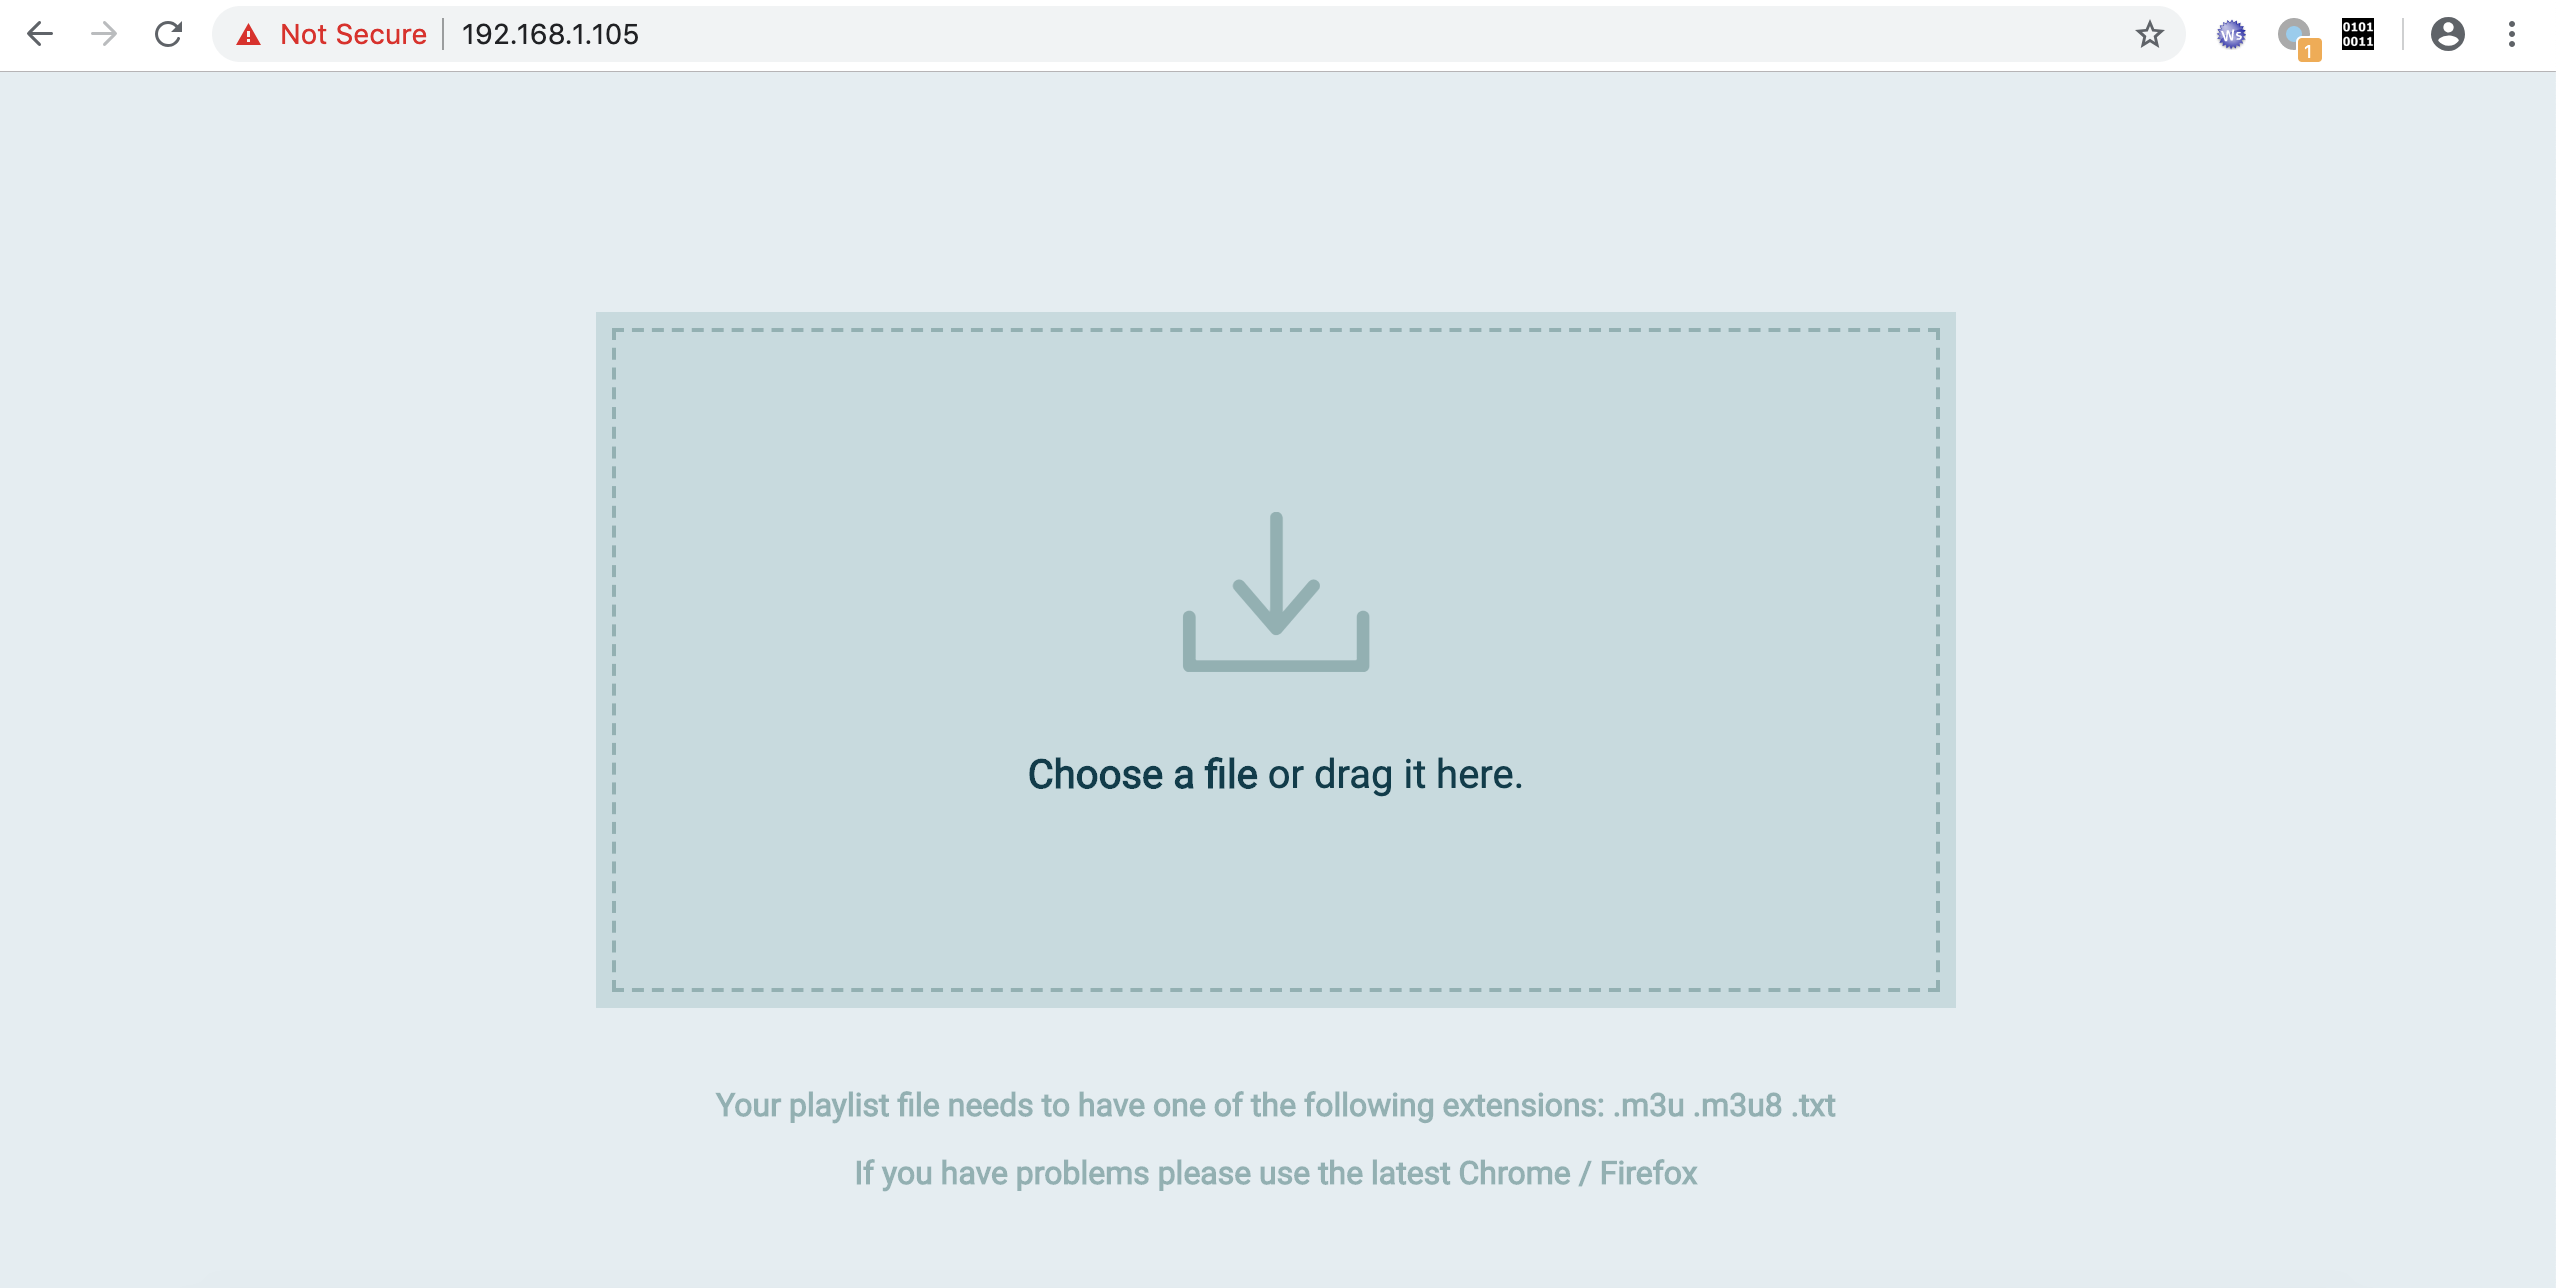 Not Secure 192.168.1.105
Ws
1
0101
0011
Choose a file or drag it here.
Your playlist file needs to have one of the following extensions: .m3u .m3u8 .txt
If you have problems please use the latest Chrome / Firefox